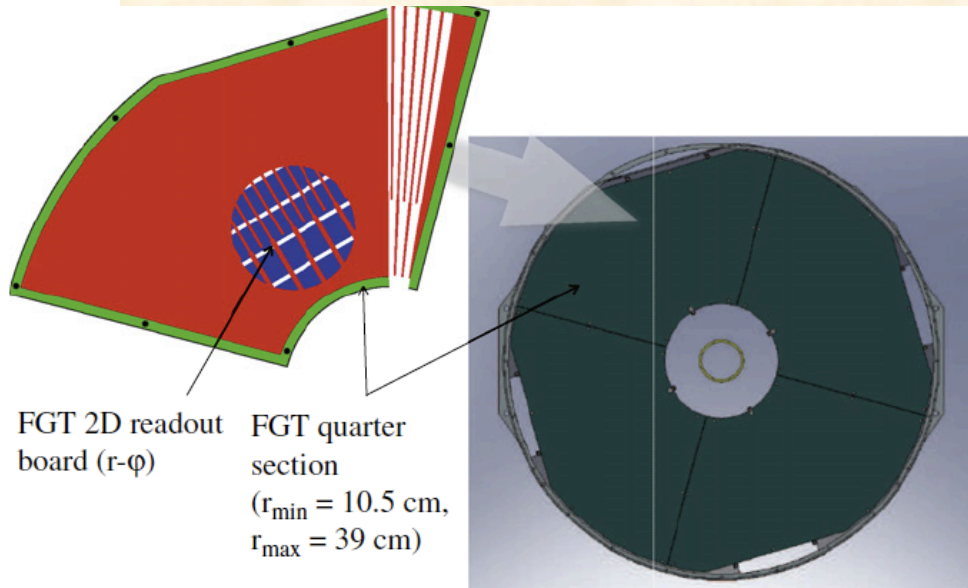 FGT 2D readout
board (r-φ)
FGT quarter
section
(rmin = 10.5 cm,
rmax = 39 cm)